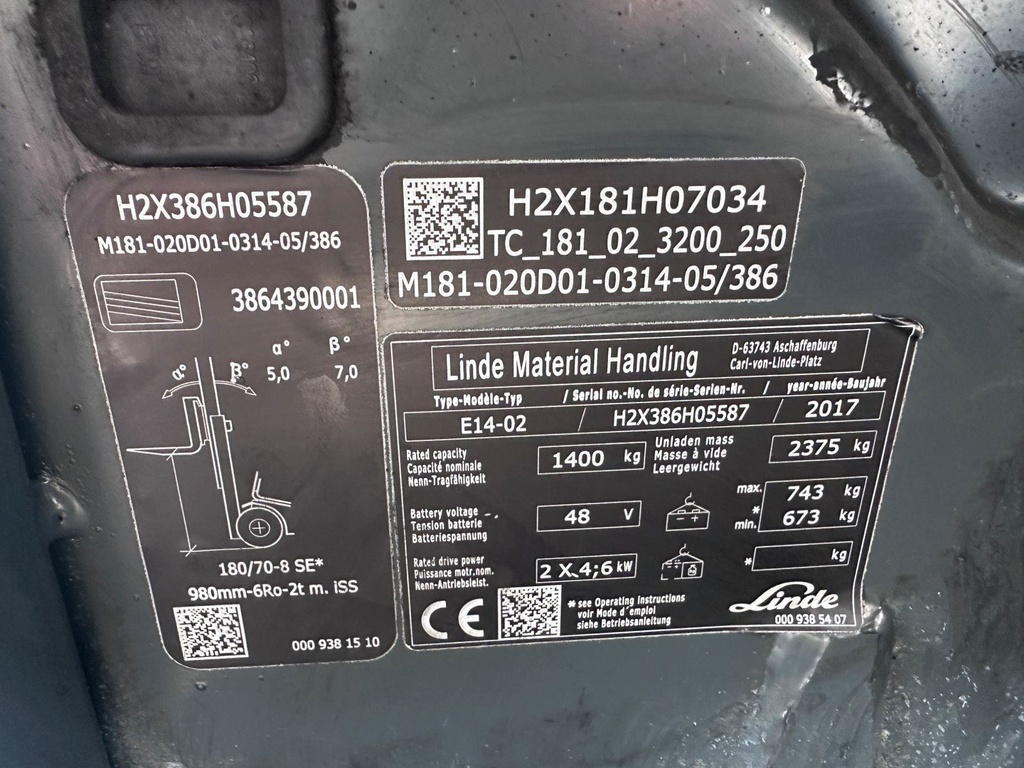 H2X386H05587
M181-020D01-0314-05/386
3864390001
α° β°
α° β° 5,0 7,0
180/70-8 SE*
980mm-6Ro-2t m. iSS
000 938 15 10
H2X181H07034
TC_181_02_3200_250
M181-020D01-0314-05/386
Linde Material Handling
D-63743 Aschaffenburg
Carl-von-Linde-Platz
Type-Modèle-Typ / Serial no.-No. de série-Serien-Nr. / year-année-Baujahr
E14-02 / H2X386H05587 / 2017
Rated capacity
Capacité nominale
Nenn-Tragfähigkeit
1400 kg
Unladen mass
Masse à vide
Leergewicht
2375 kg
Battery voltage
Tension batterie
Batteriespannung
48 V
- +
max. 743 kg
*
min. 673 kg
Rated drive power
Puissance motr.nom.
Nenn-Antriebsleist.
2 X 4;6 kW
* kg
CE
* see Operating instructions
voir Mode d'emploi
siehe Betriebsanleitung
Linde
000 938 54 07